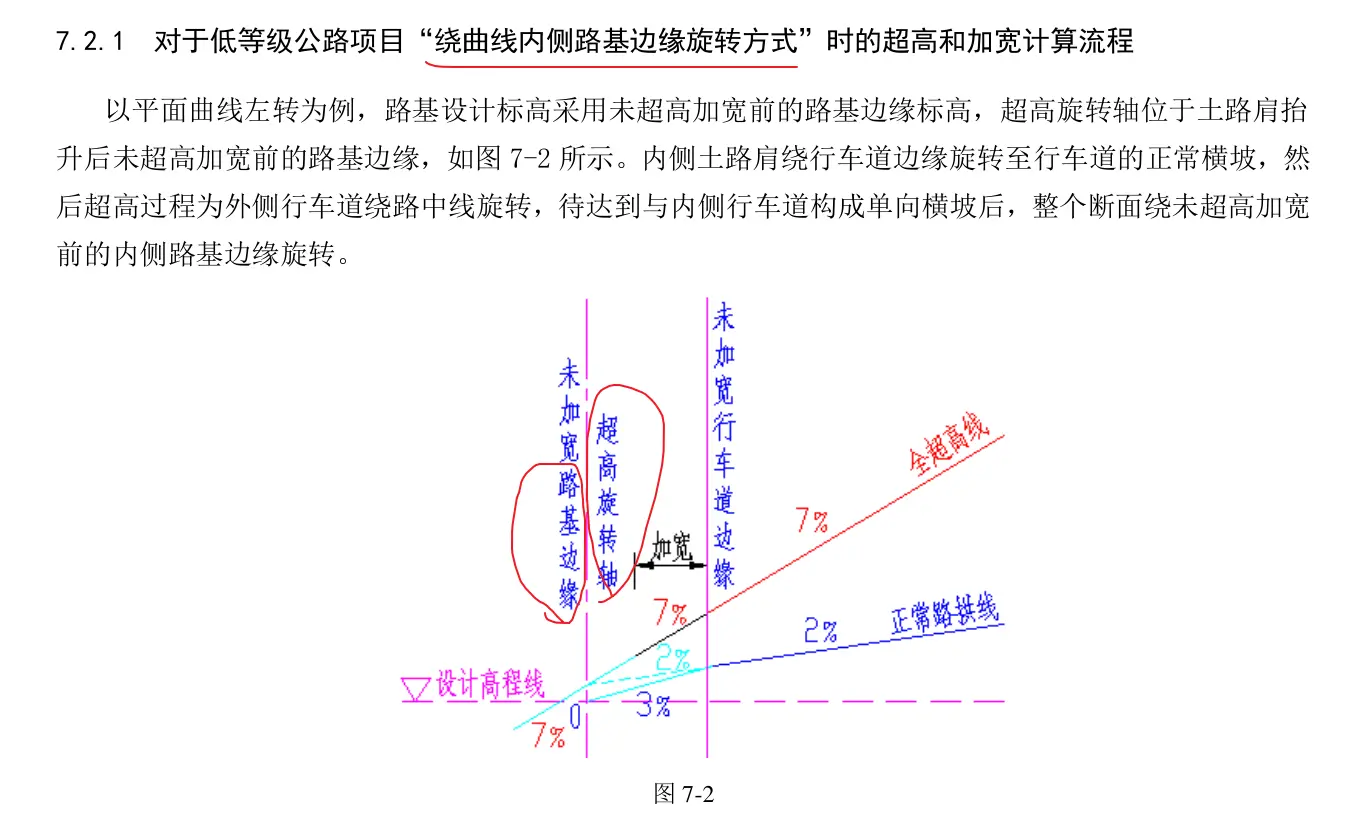 7.2.1 对于低等级公路项目“绕曲线内侧路基边缘旋转方式”时的超高和加宽计算流程
以平面曲线左转为例，路基设计标高采用未超高加宽前的路基边缘标高，超高旋转轴位于土路肩抬
升后未超高加宽前的路基边缘，如图 7-2 所示。内侧土路肩绕行车道边缘旋转至行车道的正常横坡，然
后超高过程为外侧行车道绕路中线旋转，待达到与内侧行车道构成单向横坡后，整个断面绕未超高加宽
前的内侧路基边缘旋转。
未加宽路基边缘
超高旋转轴
未加宽行车道边缘
全超高线
7%
加宽
7%
正常路拱线
2%
2%
设计高程线
3%
0
7%
图 7-2